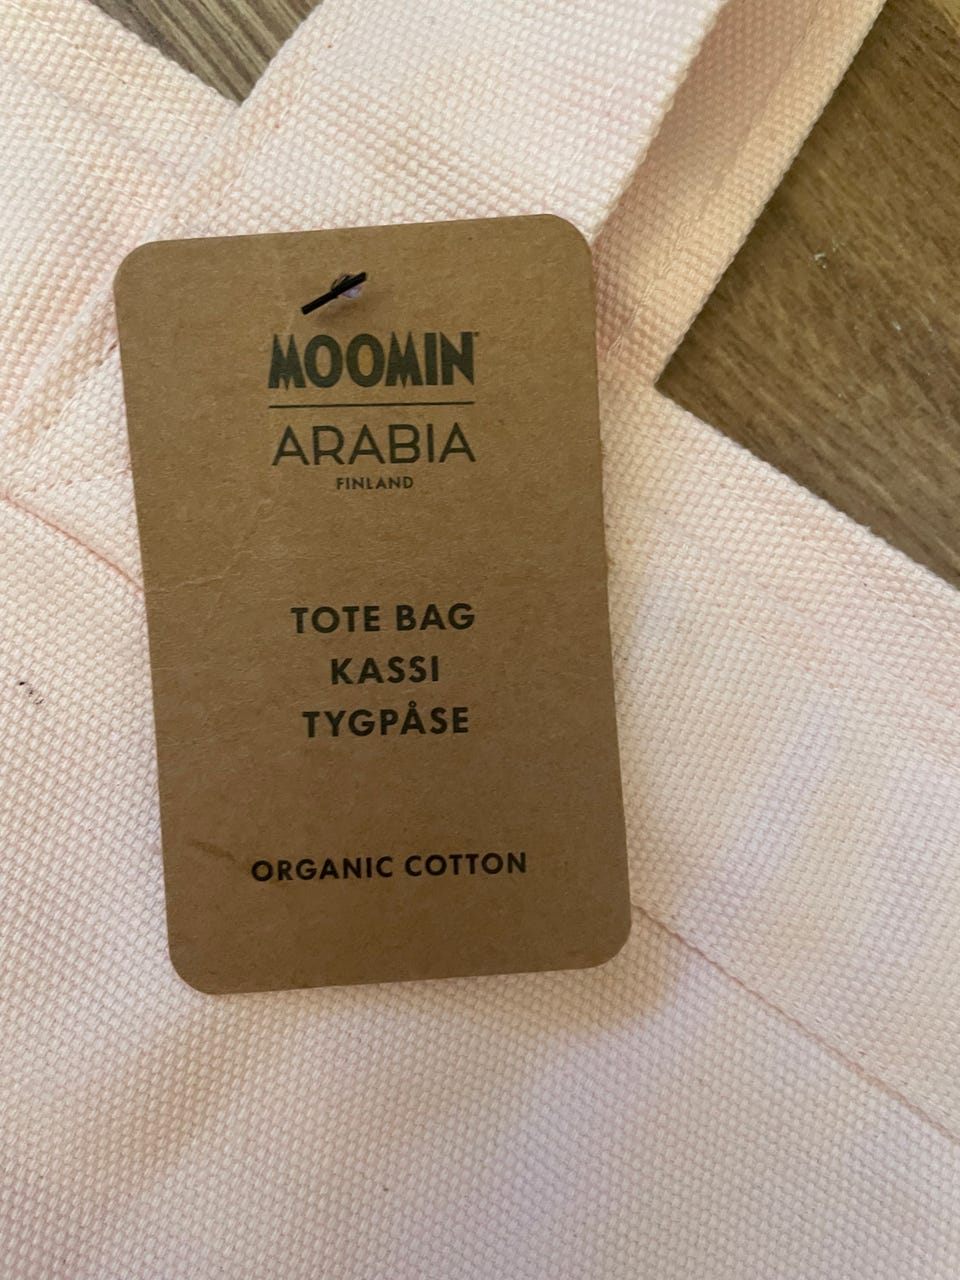 MOOMIN
ARABIA
FINLAND
TOTE BAG
KASSI
TYGPÅSE
ORGANIC COTTON